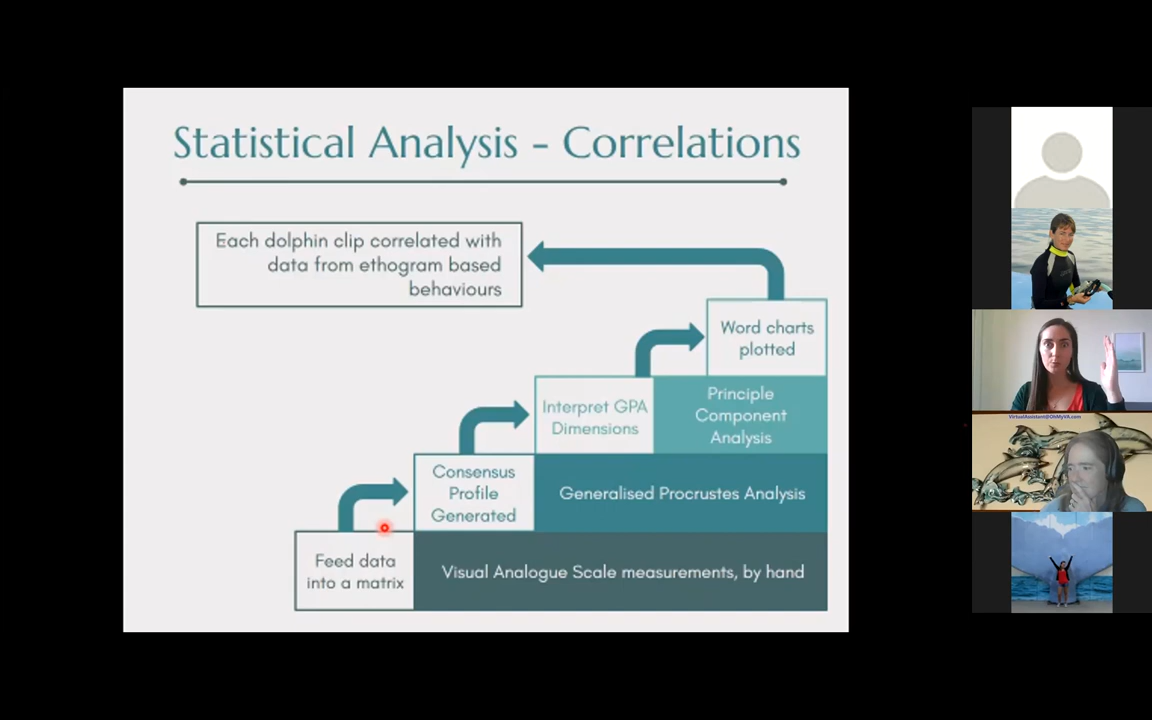 Statistical Analysis - Correlations
Each dolphin clip correlated with
data from ethogram based
behaviours
Word charts
plotted
Interpret GPA
Dimensions
Principle
Component
Analysis
Consensus
Profile
Generated
Generalised Procrustes Analysis
Feed data
into a matrix
Visual Analogue Scale measurements, by hand
VirtualAssistant@OhMyVA.com